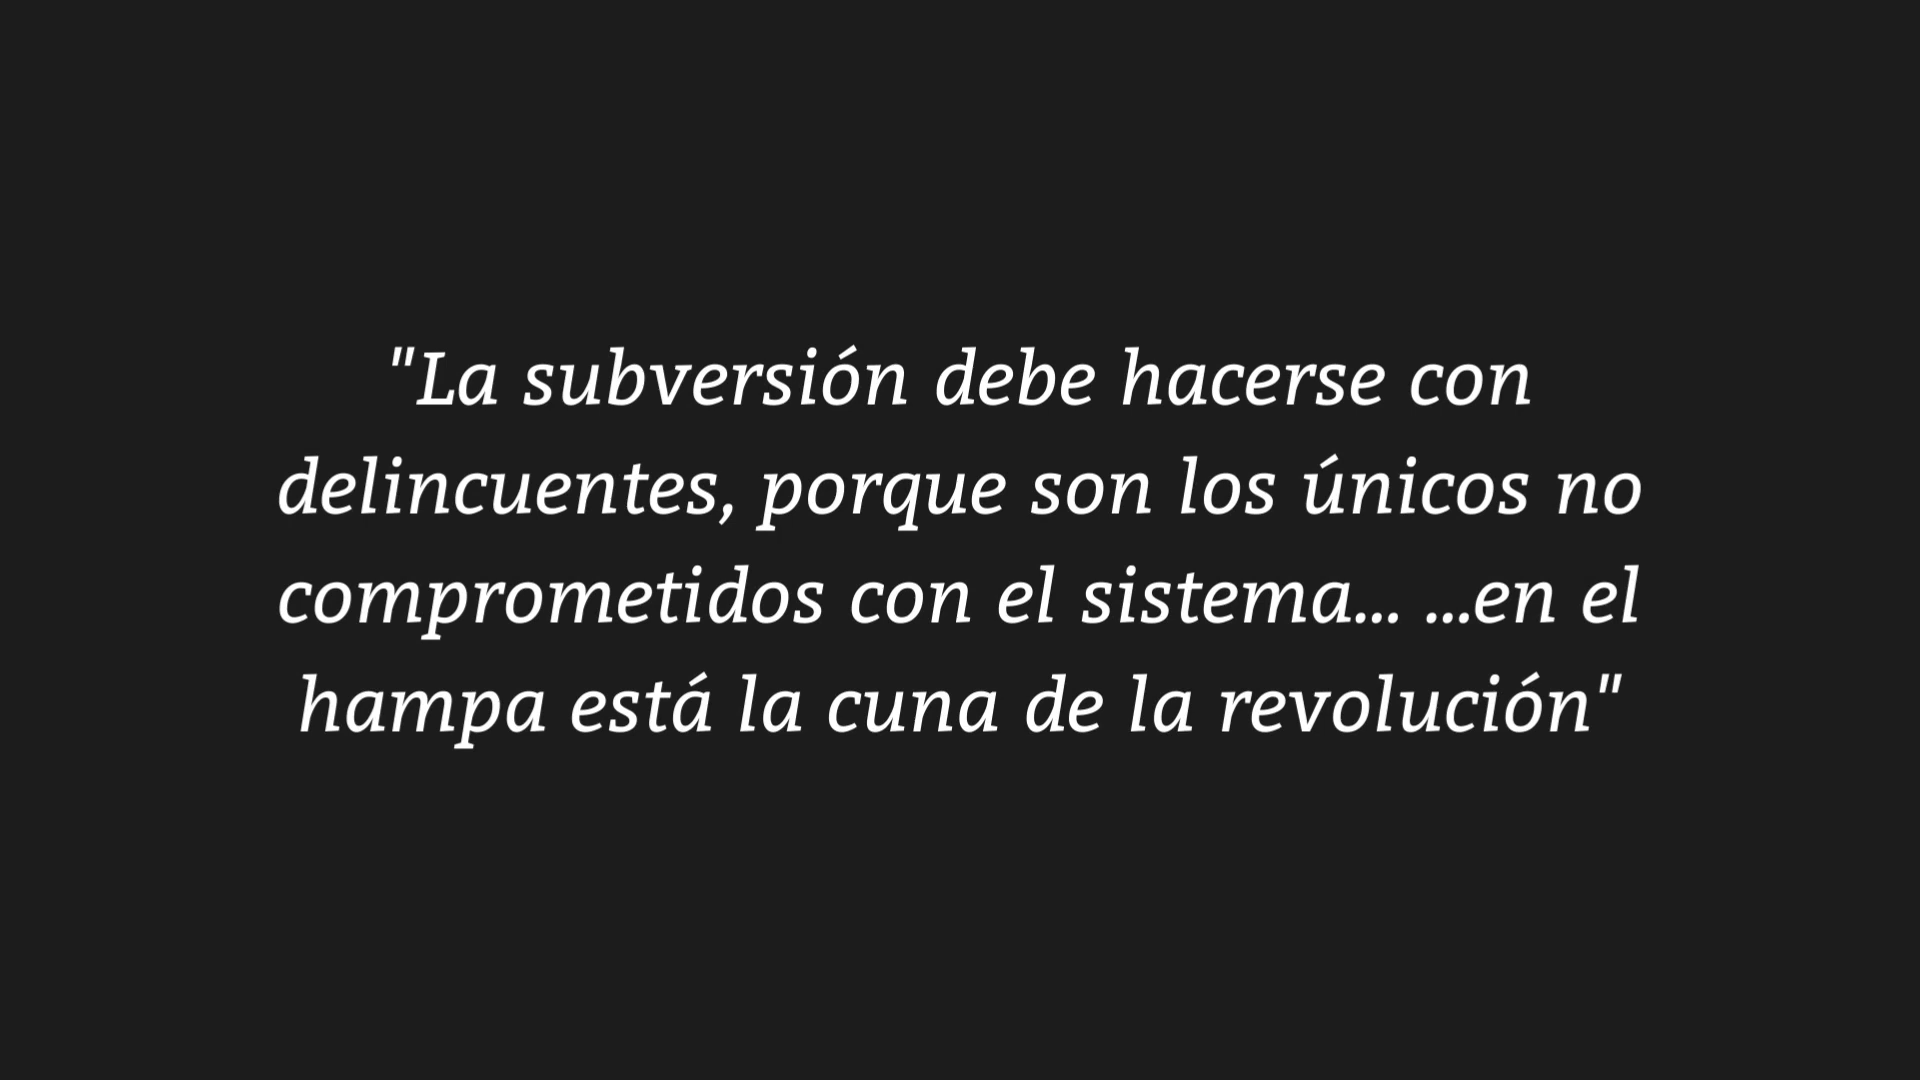 "La subversión debe hacerse con
delincuentes, porque son los únicos no
comprometidos con el sistema... ...en el
hampa está la cuna de la revolución"